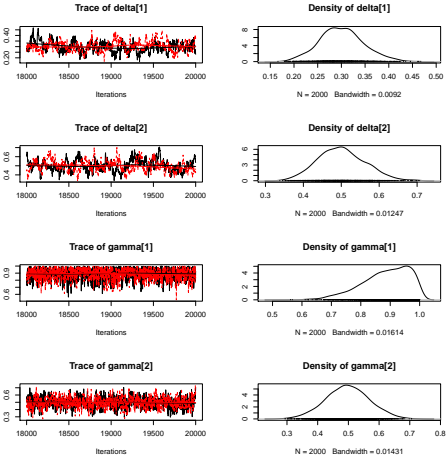 Trace of delta[1]
0.20
0.40
18000 18500 19000 19500 20000
Iterations
Density of delta[1]
0
4
8
0.15 0.20 0.25 0.30 0.35 0.40 0.45 0.50
N = 2000 Bandwidth = 0.0092
Trace of delta[2]
0.4
0.6
18000 18500 19000 19500 20000
Iterations
Density of delta[2]
0
3
6
0.3 0.4 0.5 0.6 0.7
N = 2000 Bandwidth = 0.01247
Trace of gamma[1]
0.6
0.9
18000 18500 19000 19500 20000
Iterations
Density of gamma[1]
0
2
4
0.5 0.6 0.7 0.8 0.9 1.0
N = 2000 Bandwidth = 0.01614
Trace of gamma[2]
0.3
0.6
18000 18500 19000 19500 20000
Iterations
Density of gamma[2]
0
2
4
0.3 0.4 0.5 0.6 0.7 0.8
N = 2000 Bandwidth = 0.01431